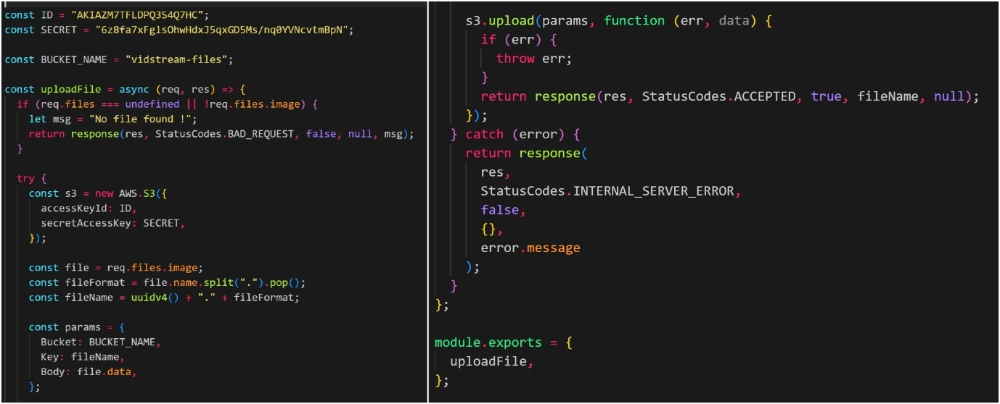 const ID = "AKIAZM7TFLDPQ3S4Q7HC";
const SECRET = "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";
const BUCKET_NAME = "vidstream-files";
const uploadFile = async (req, res) => {
if (req.files === undefined || !req.files.image) {
let msg = "No file found !";
return response(res, StatusCodes.BAD_REQUEST, false, null, msg);
}
try {
const s3 = new AWS.S3({
accessKeyId: ID,
secretAccessKey: SECRET,
});
const file = req.files.image;
const fileFormat = file.name.split(".").pop();
const fileName = uuidv4() + "." + fileFormat;
const params = {
Bucket: BUCKET_NAME,
Key: fileName,
Body: file.data,
};
s3.upload(params, function (err, data) {
if (err) {
throw err;
}
return response(res, StatusCodes.ACCEPTED, true, fileName, null);
});
} catch (error) {
return response(
res,
StatusCodes.INTERNAL_SERVER_ERROR,
false,
{},
error.message
);
}
};
module.exports = {
uploadFile,
};